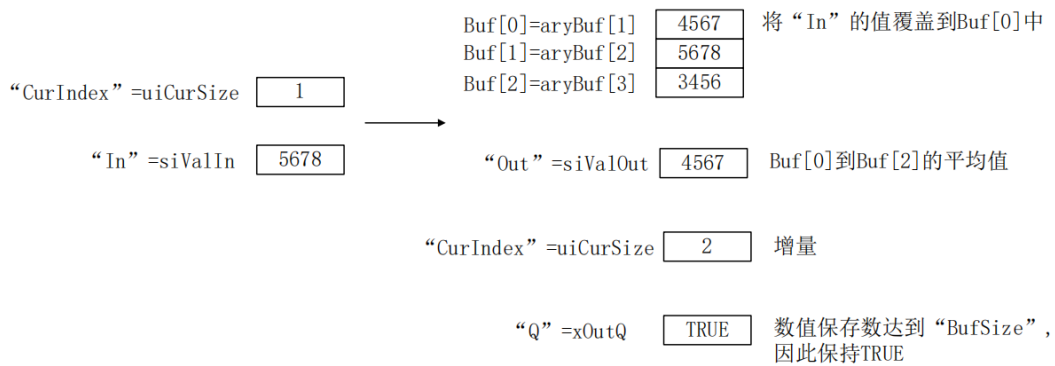 Buf[0]=aryBuf[1] 4567 将“In”的值覆盖到Buf[0]中
Buf[1]=aryBuf[2] 5678
Buf[2]=aryBuf[3] 3456
“CurIndex”=uiCurSize 1
“In”=siValIn 5678
“Out”=siValOut 4567 Buf[0]到Buf[2]的平均值
“CurIndex”=uiCurSize 2 增量
“Q”=xOutQ TRUE 数值保存数达到“BufSize”,
因此保持TRUE